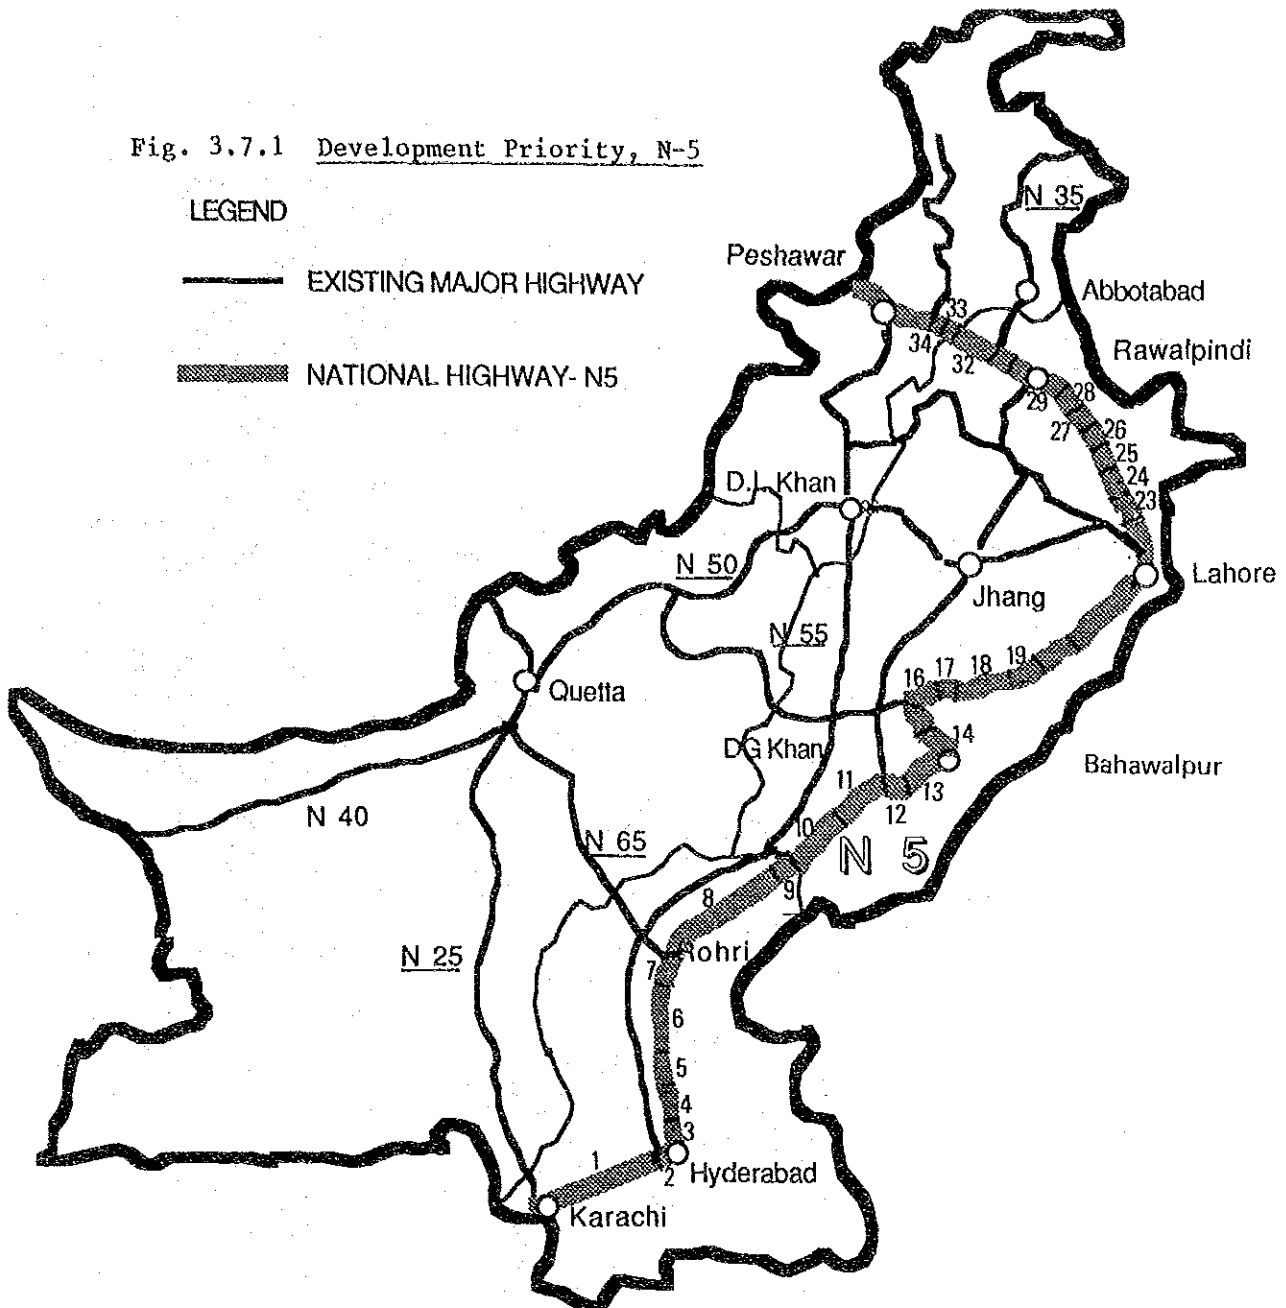 Fig. 3.7.1 Development Priority, N-5
LEGEND
EXISTING MAJOR HIGHWAY
NATIONAL HIGHWAY- N5
N 35
Peshawar
Abbotabad
33
34
32
Rawalpindi
29
28
27
26
25
24
23
D.I. Khan
N 50
Jhang
Lahore
N 55
Quetta
16
17
18
19
14
DG Khan
Bahawalpur
11
13
12
N 40
10
N 65
N 5
9
8
N 25
Rohri
7
6
5
4
3
1
2
Hyderabad
Karachi